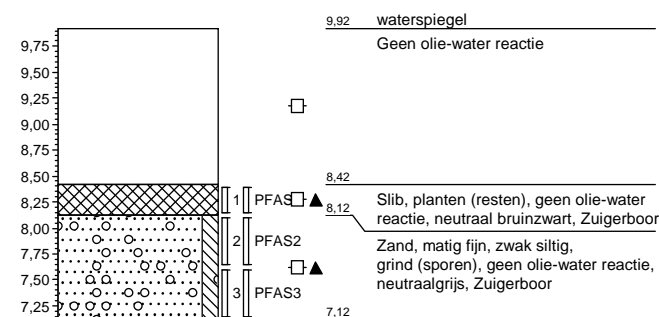 9,92 waterspiegel
Geen olie-water reactie
9,75
9,50
9,25
9,00
8,75
8,50
8,42
8,25
1 PFAS
Slib, planten (resten), geen olie-water
reactie, neutraal bruinzwart, Zuigerboor
8,12
8,00
2 PFAS2
Zand, matig fijn, zwak siltig,
grind (sporen), geen olie-water reactie,
neutraalgrijs, Zuigerboor
7,75
7,50
3 PFAS3
7,25
7,12